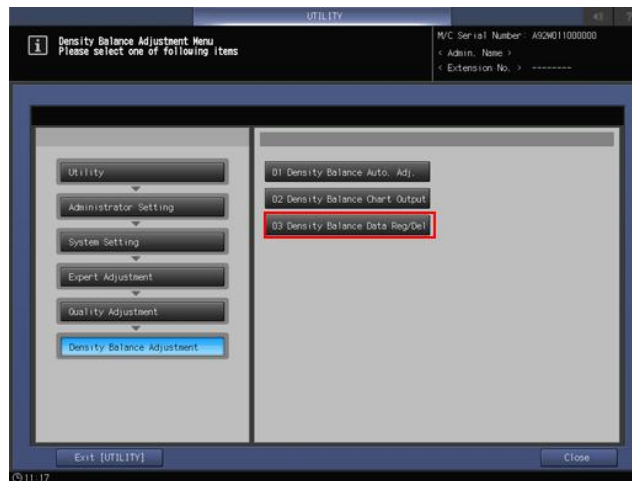 UTILITY
Density Balance Adjustment Menu
Please select one of following items
M/C Serial Number: A92W011000000
< Admin. Name >
< Extension No. > --------
Utility
Administrator Setting
System Setting
Expert Adjustment
Quality Adjustment
Density Balance Adjustment
01 Density Balance Auto. Adj.
02 Density Balance Chart Output
03 Density Balance Data Reg/Del
Exit [UTILITY]
Close
11:17